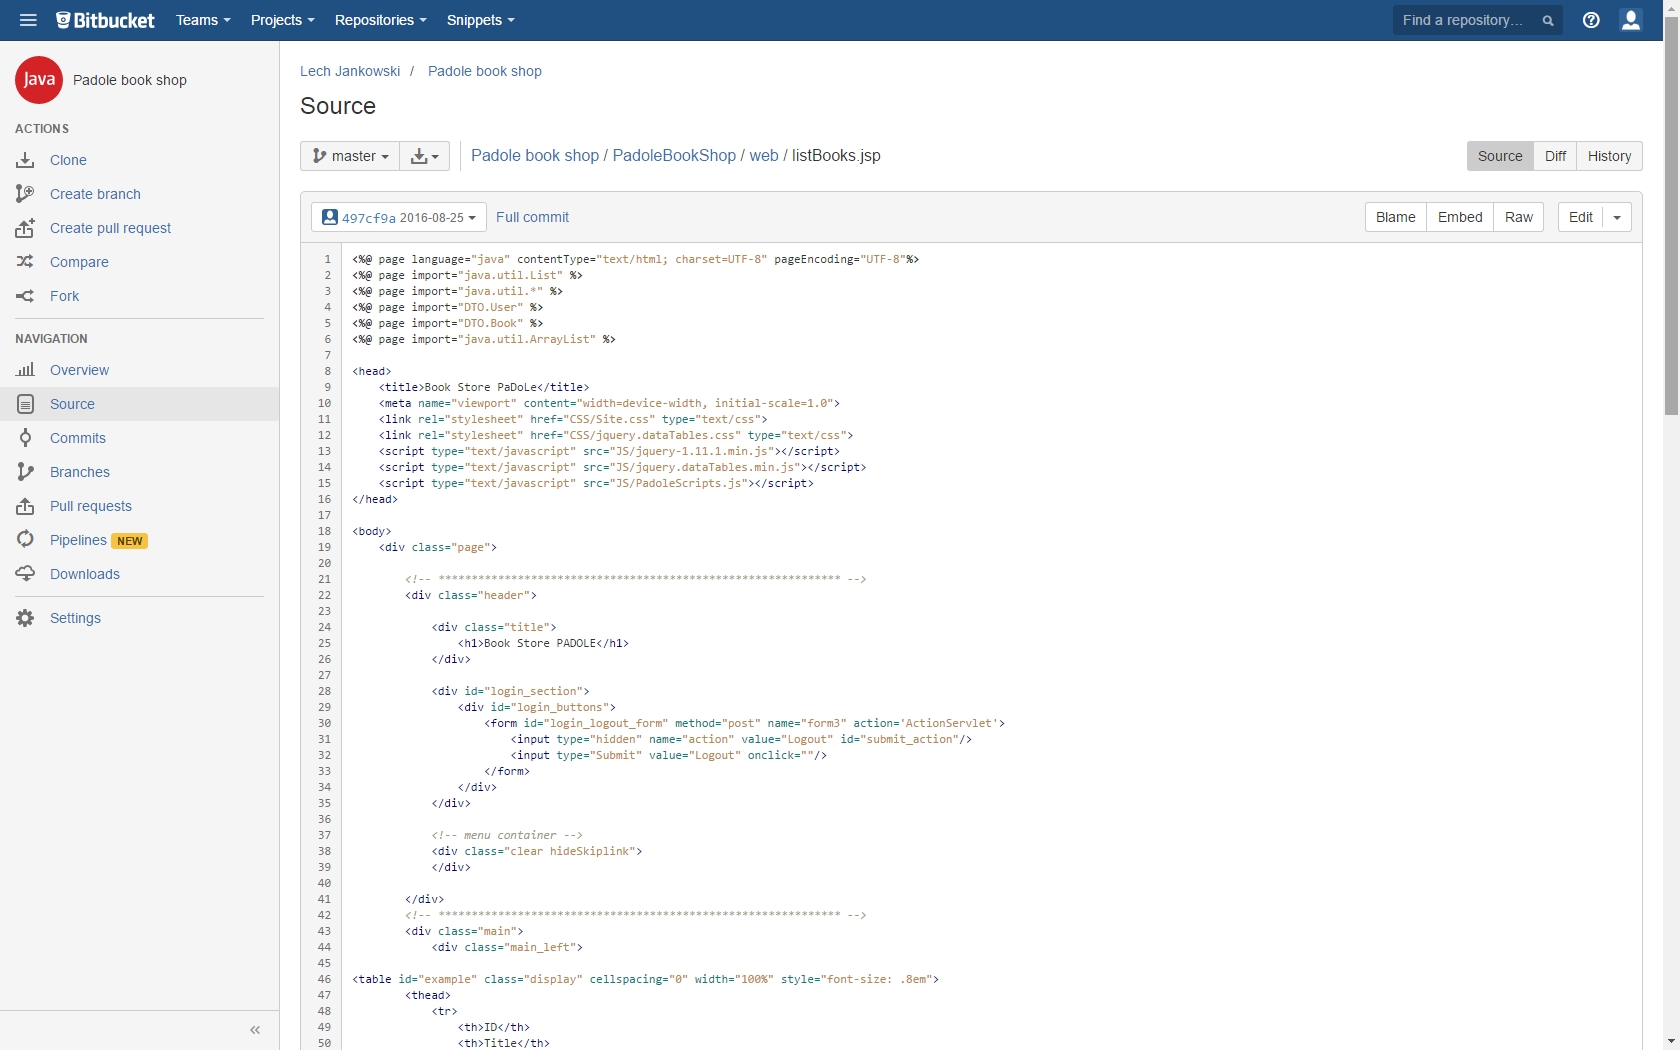 Bitbucket Teams Projects Repositories Snippets Find a repository...
Java Padole book shop
ACTIONS
Clone
Create branch
Create pull request
Compare
Fork
NAVIGATION
Overview
Source
Commits
Branches
Pull requests
Pipelines NEW
Downloads
Settings
«
Lech Jankowski / Padole book shop
Source
master Padole book shop / PadoleBookShop / web / listBooks.jsp Source Diff History
497cf9a 2016-08-25 Full commit Blame Embed Raw Edit
1 <%@ page language="java" contentType="text/html; charset=UTF-8" pageEncoding="UTF-8"%>
2 <%@ page import="java.util.List" %>
3 <%@ page import="java.util.*" %>
4 <%@ page import="DTO.User" %>
5 <%@ page import="DTO.Book" %>
6 <%@ page import="java.util.ArrayList" %>
7
8 <head>
9 <title>Book Store PaDoLe</title>
10 <meta name="viewport" content="width=device-width, initial-scale=1.0">
11 <link rel="stylesheet" href="CSS/Site.css" type="text/css">
12 <link rel="stylesheet" href="CSS/jquery.dataTables.css" type="text/css">
13 <script type="text/javascript" src="JS/jquery-1.11.1.min.js"></script>
14 <script type="text/javascript" src="JS/jquery.dataTables.min.js"></script>
15 <script type="text/javascript" src="JS/PadoleScripts.js"></script>
16 </head>
17
18 <body>
19 <div class="page">
20
21 <!-- ************************************************************* -->
22 <div class="header">
23
24 <div class="title">
25 <h1>Book Store PADOLE</h1>
26 </div>
27
28 <div id="login_section">
29 <div id="login_buttons">
30 <form id="login_logout_form" method="post" name="form3" action='ActionServlet'>
31 <input type="hidden" name="action" value="Logout" id="submit_action"/>
32 <input type="Submit" value="Logout" onclick=""/>
33 </form>
34 </div>
35 </div>
36
37 <!-- menu container -->
38 <div class="clear hideSkiplink">
39 </div>
40
41 </div>
42 <!-- ************************************************************* -->
43 <div class="main">
44 <div class="main_left">
45
46 <table id="example" class="display" cellspacing="0" width="100%" style="font-size: .8em">
47 <thead>
48 <tr>
49 <th>ID</th>
50 <th>Title</th>